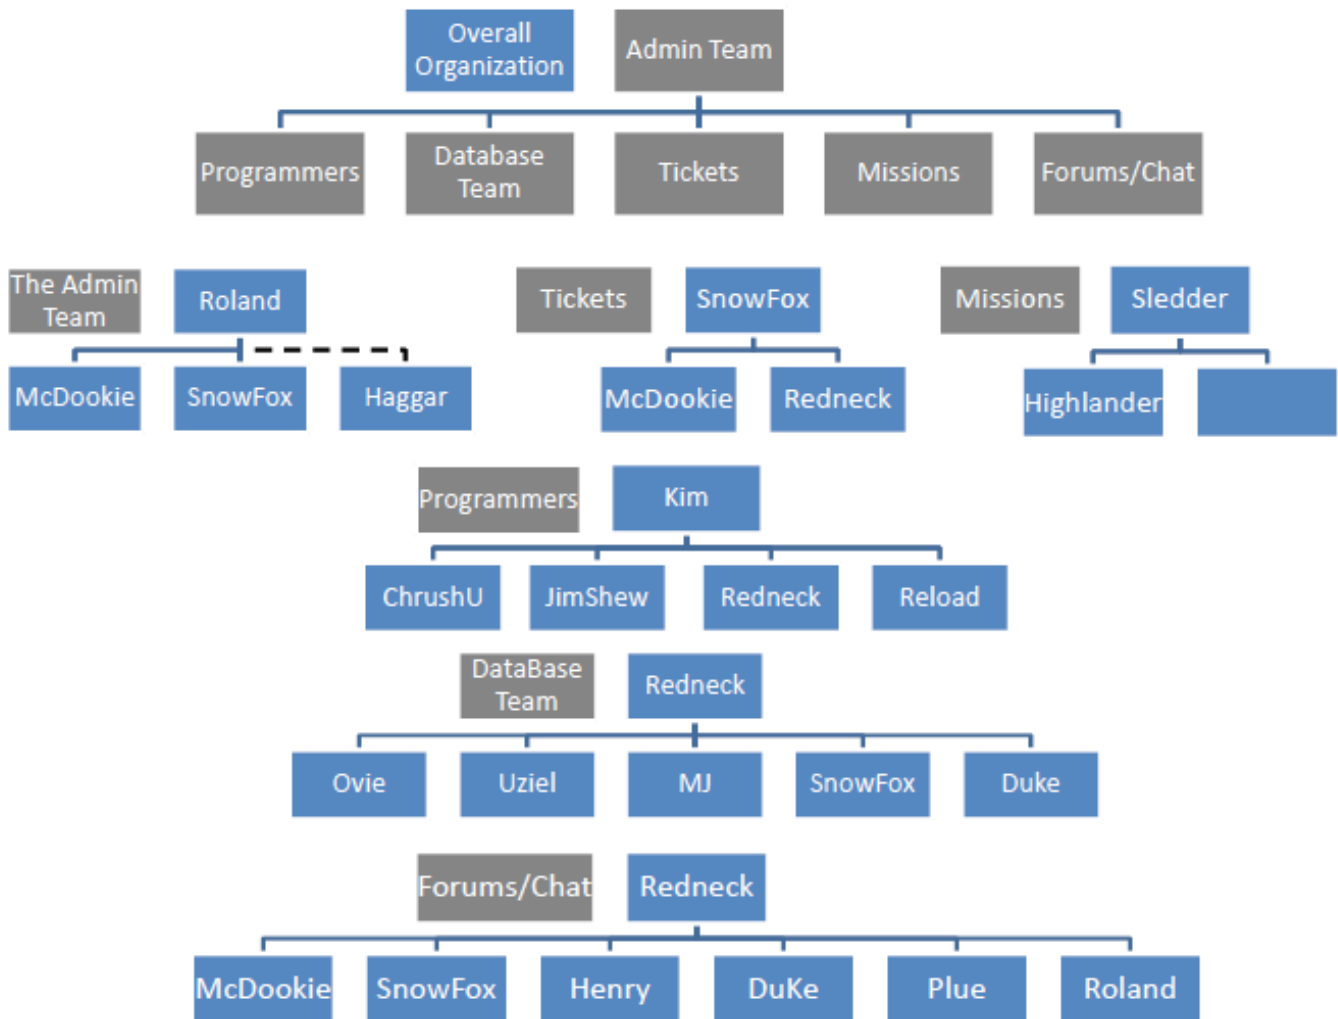 Overall
Organization
Admin Team
Programmers
Database
Team
Tickets
Missions
Forums/Chat
The Admin
Team
Roland
McDookie
SnowFox
Haggar
Tickets
SnowFox
McDookie
Redneck
Missions
Sledder
Highlander
Programmers
Kim
ChrushU
JimShew
Redneck
Reload
DataBase
Team
Redneck
Ovie
Uziel
MJ
SnowFox
Duke
Forums/Chat
Redneck
McDookie
SnowFox
Henry
DuKe
Plue
Roland